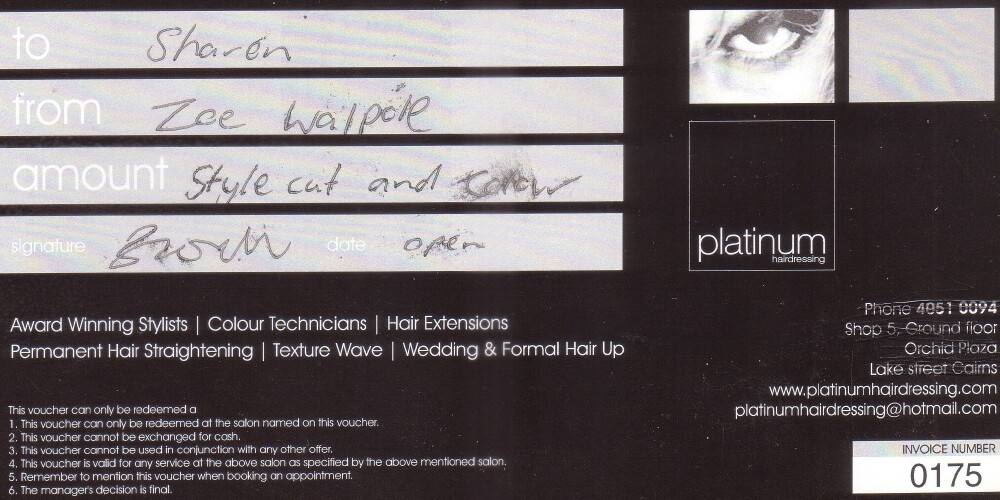 to Sharon
from Zoe Walpole
amount Style cut and colour
signature date open
platinum
hairdressing
Award Winning Stylists | Colour Technicians | Hair Extensions
Permanent Hair Straightening | Texture Wave | Wedding & Formal Hair Up
Phone 4051 0094
Shop 5, Ground floor
Orchid Plaza
Lake street Cairns
www.platinumhairdressing.com
platinumhairdressing@hotmail.com
This voucher can only be redeemed a
1. This voucher can only be redeemed at the salon named on this voucher.
2. This voucher cannot be exchanged for cash.
3. This voucher cannot be used in conjunction with any other offer.
4. This voucher is valid for any service at the above salon as specified by the above mentioned salon.
5. Remember to mention this voucher when booking an appointment.
6. The manager's decision is final.
INVOICE NUMBER
0175